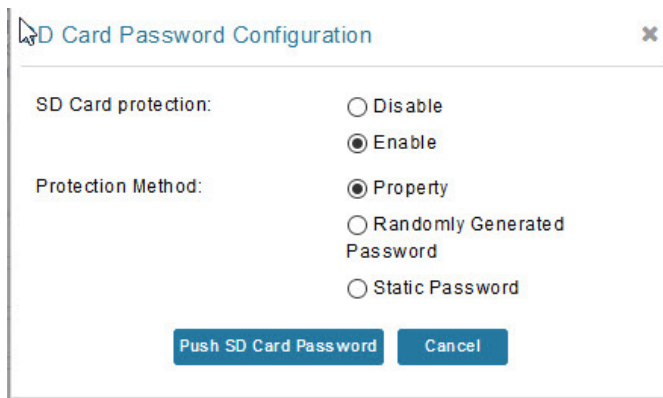 SD Card Password Configuration
SD Card protection:
Disable
Enable
Protection Method:
Property
Randomly Generated
Password
Static Password
Push SD Card Password
Cancel